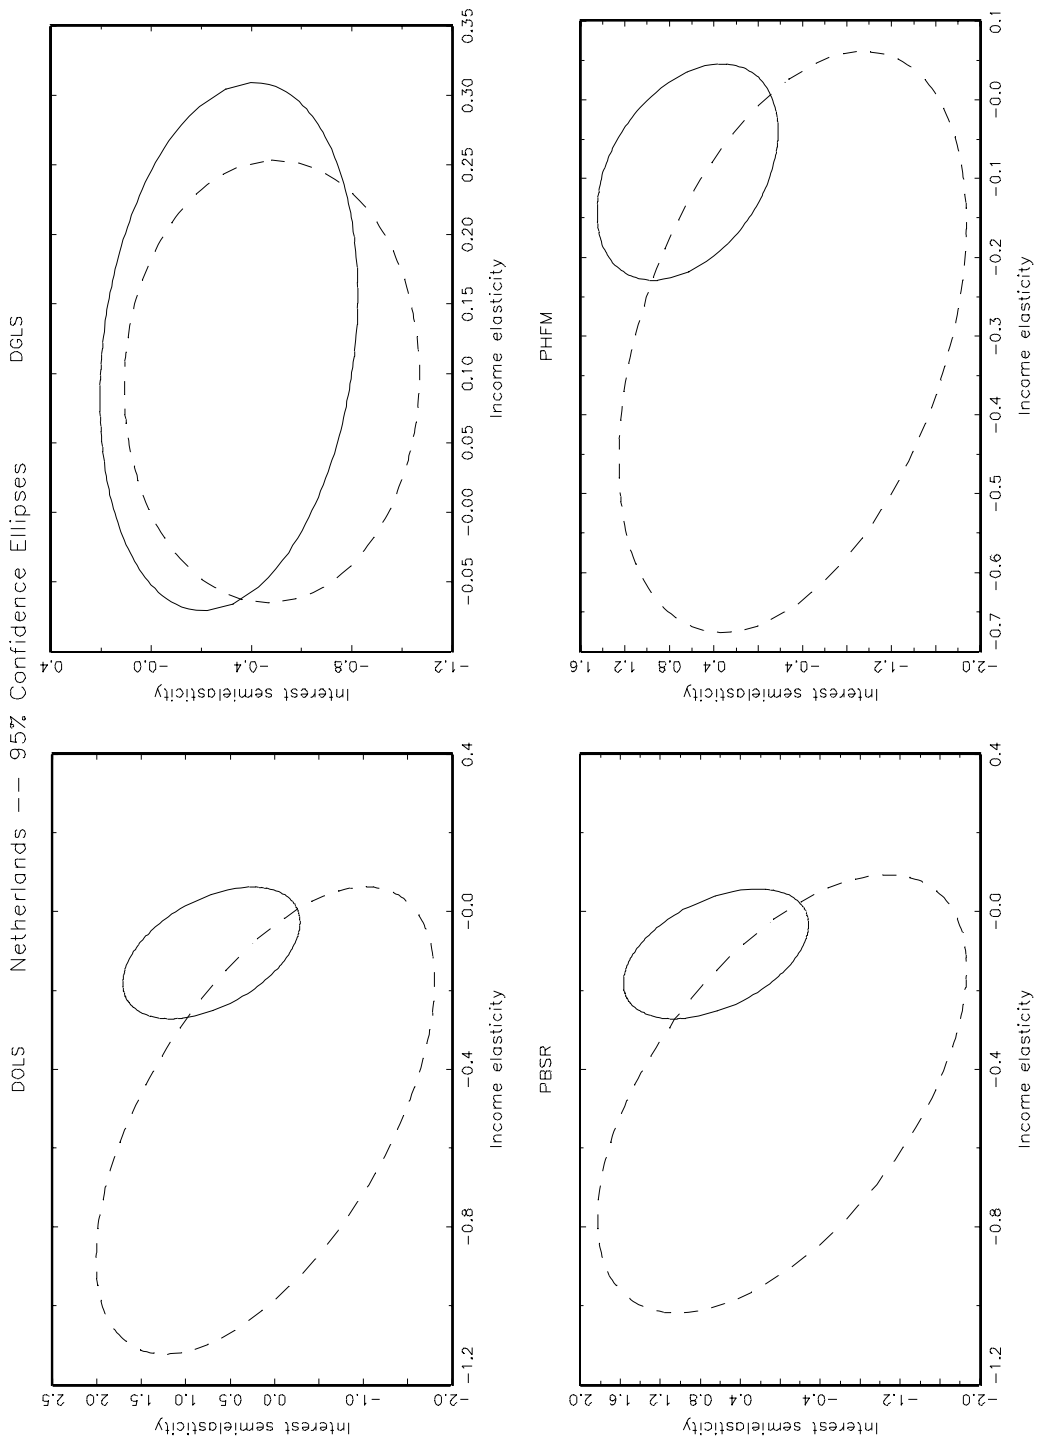 Netherlands -- 95% Confidence Ellipses
DOLS
Interest semielasticity
2.5
2.0
1.5
1.0
0.5
0.0
-1.0
-2.0
-1.2 -0.8 -0.4 -0.0 0.4
Income elasticity
DGLS
Interest semielasticity
0.4
-0.0
-0.4
-0.8
-1.2
-0.05 -0.00 0.05 0.10 0.15 0.20 0.25 0.30 0.35
Income elasticity
PBSR
Interest semielasticity
2.0
1.6
1.2
0.8
0.4
-0.4
-1.2
-2.0
-1.2 -0.8 -0.4 -0.0 0.4
Income elasticity
PHFM
Interest semielasticity
1.6
1.2
0.8
0.4
-0.4
-1.2
-2.0
-0.7 -0.6 -0.5 -0.4 -0.3 -0.2 -0.1 -0.0 0.1
Income elasticity